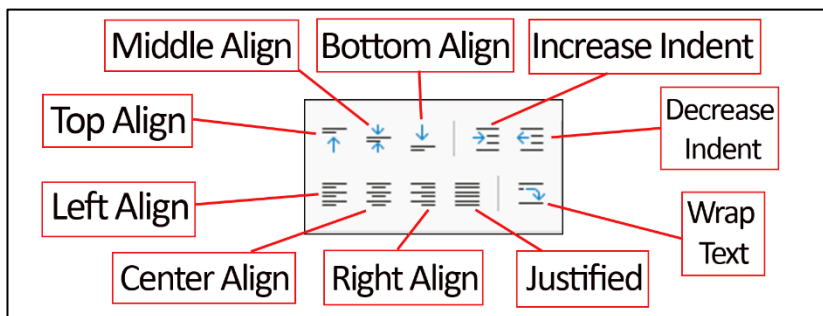 Middle Align
Bottom Align
Increase Indent
Top Align
Decrease
Indent
Left Align
Wrap
Text
Center Align
Right Align
Justified